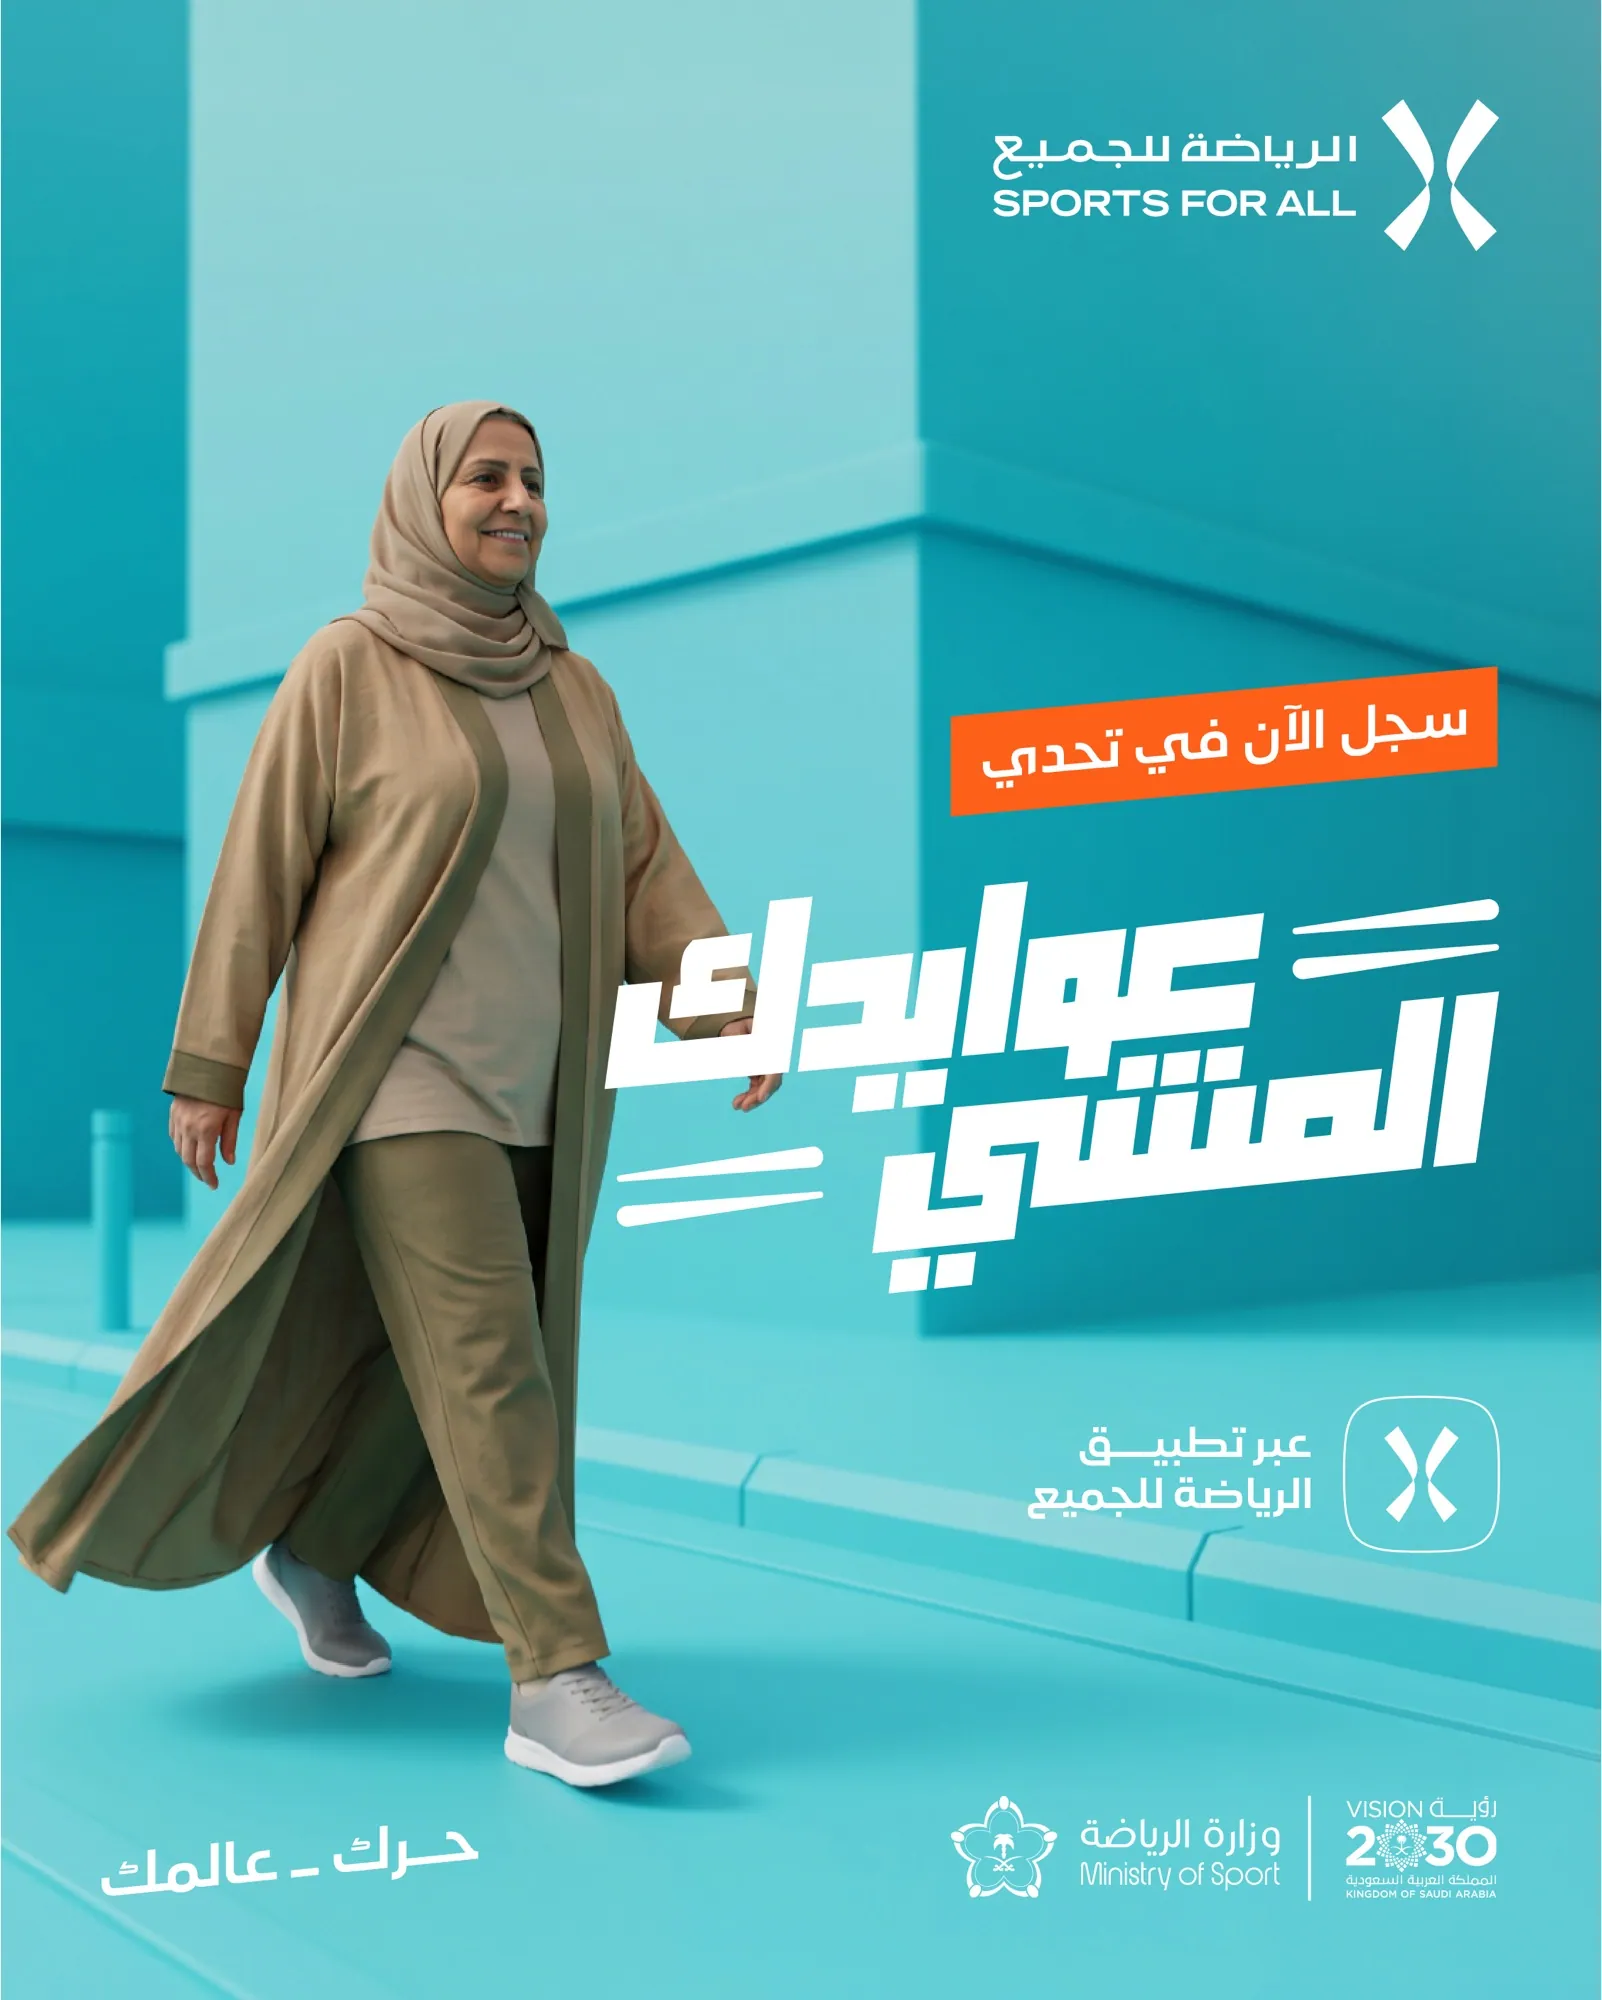 الرياضة للجميع
SPORTS FOR ALL
سجل الآن في تحدي
عوايدك
المشي
عبر تطبيق
الرياضة للجميع
حرك _ عالمك
وزارة الرياضة
Ministry of Sport
VISION رؤية
2030
المملكة العربية السعودية
KINGDOM OF SAUDI ARABIA